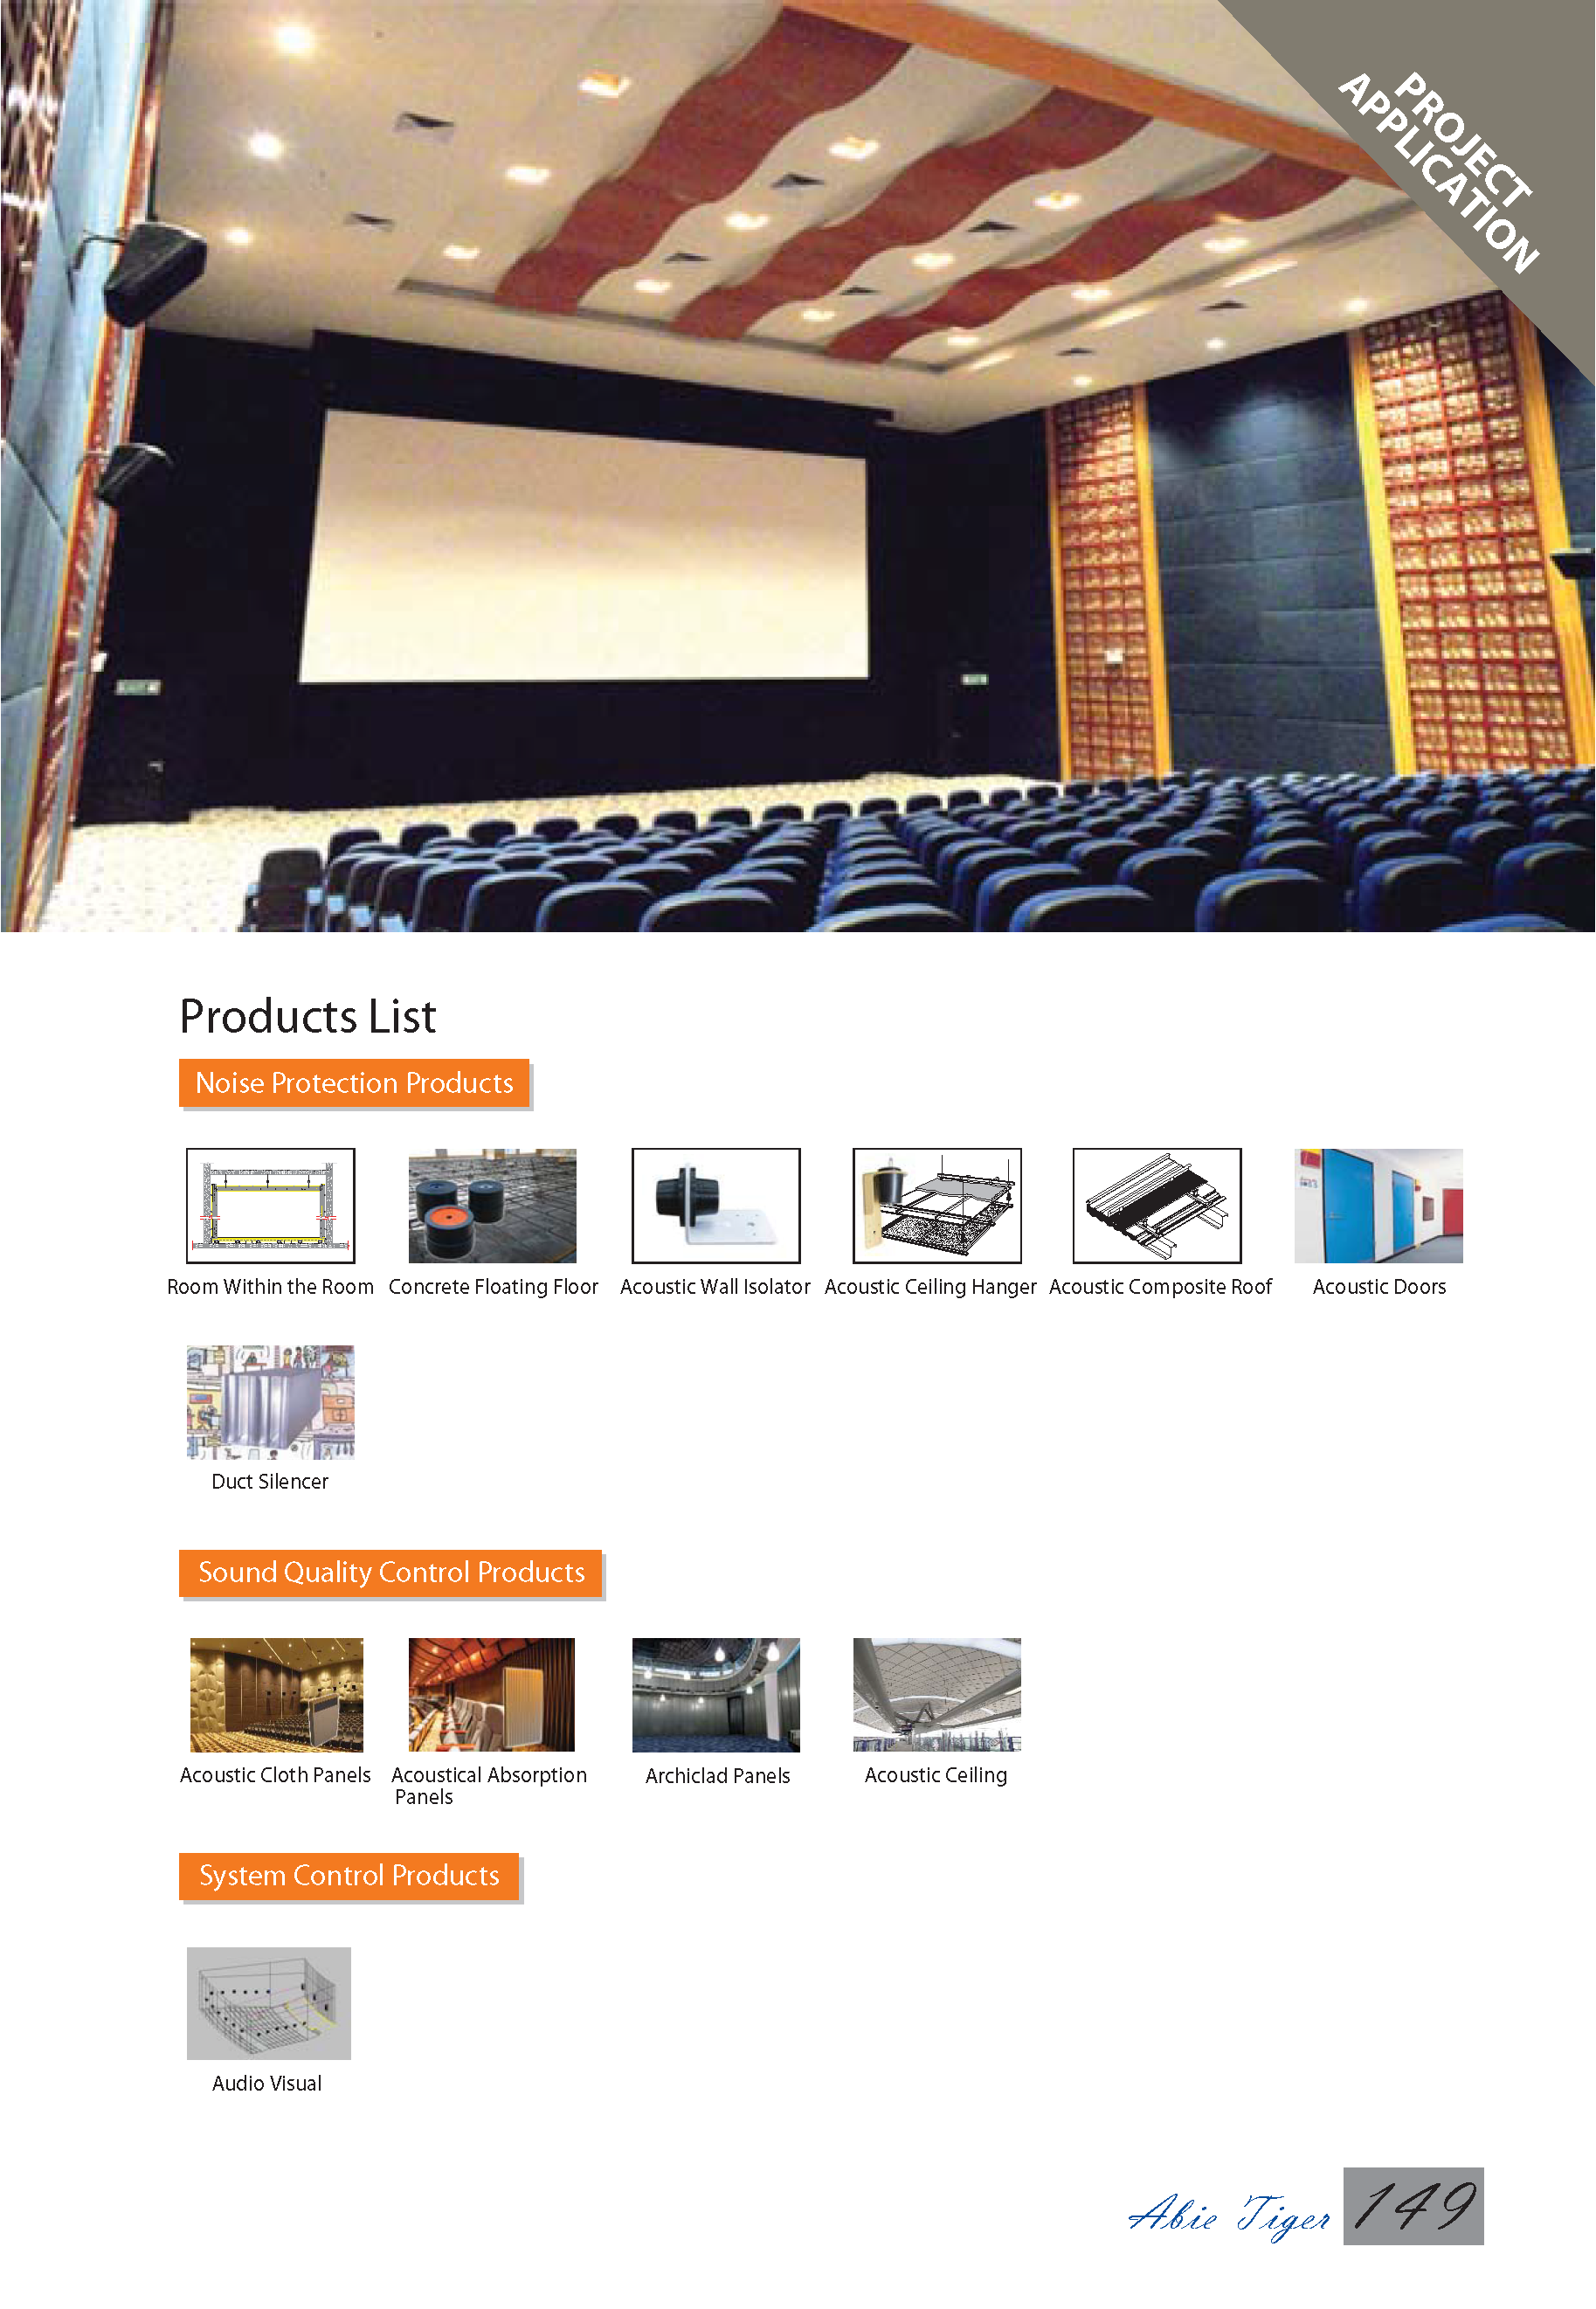 PROJECT
APPLICATION
Products List
Noise Protection Products
Room Within the Room
Concrete Floating Floor
Acoustic Wall Isolator
Acoustic Ceiling Hanger
Acoustic Composite Roof
Acoustic Doors
Duct Silencer
Sound Quality Control Products
Acoustic Cloth Panels
Acoustical Absorption
Panels
Archiclad Panels
Acoustic Ceiling
System Control Products
Audio Visual
Abie Tiger
149